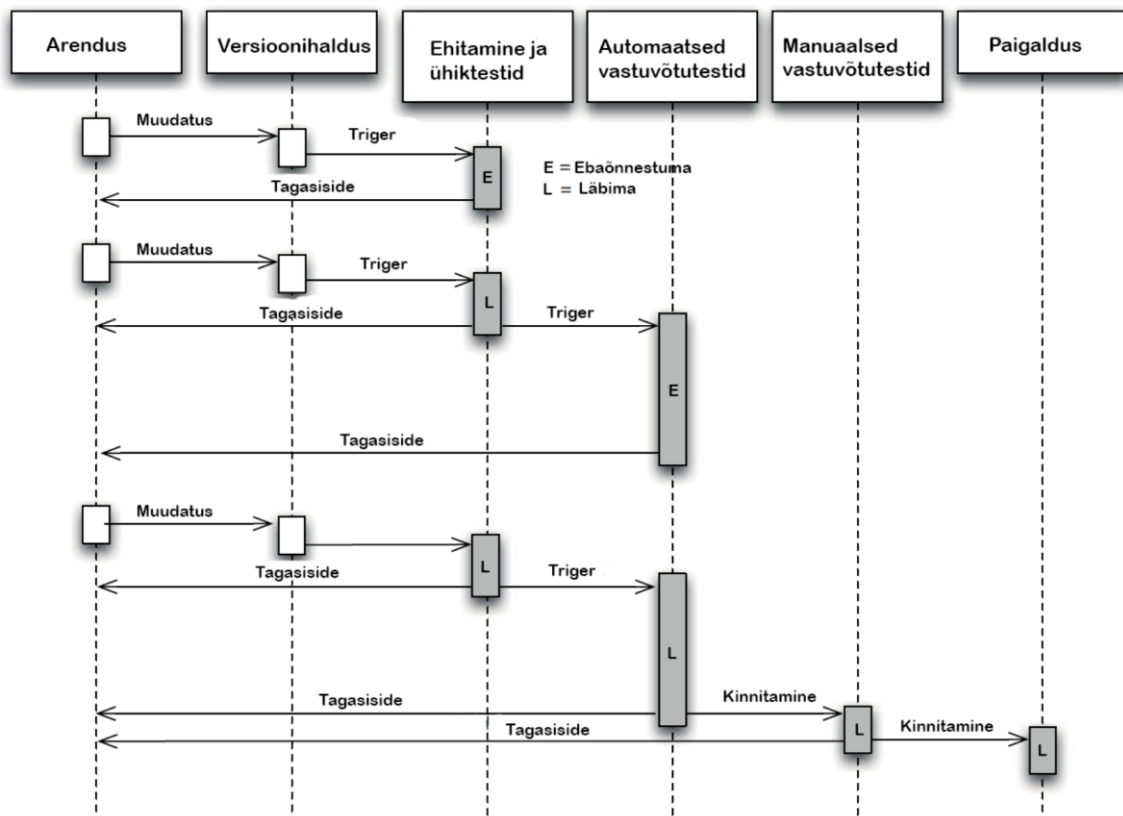 Arendus
Versioonihaldus
Ehitamine ja
ühiktestid
Automaatsed
vastuvõtutestid
Manuaalsed
vastuvõtutestid
Paigaldus
Muudatus
Triger
E
E = Ebaõnnestuma
L = Läbima
Tagasiside
Muudatus
Triger
L
Tagasiside
Triger
E
Tagasiside
Muudatus
L
Tagasiside
Triger
L
Tagasiside
Kinnitamine
L
Tagasiside
Kinnitamine
L